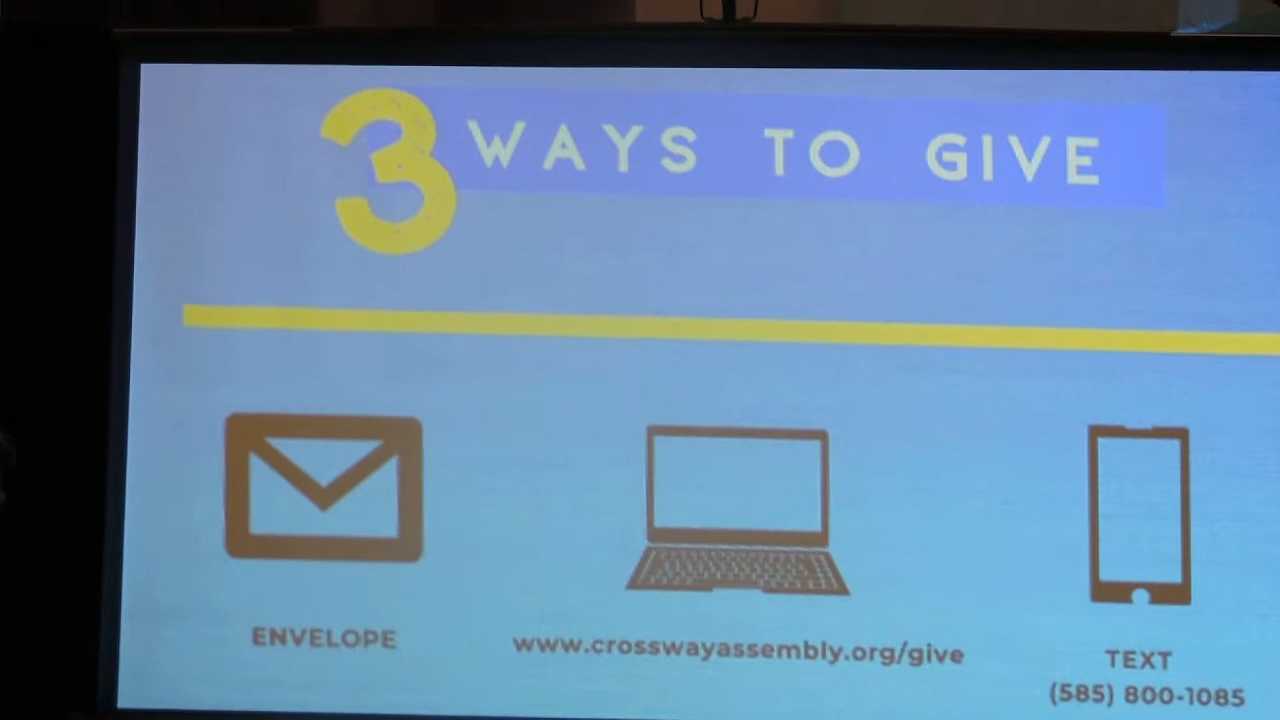 3 WAYS TO GIVE
ENVELOPE
www.crosswayassembly.org/give
TEXT
(585) 800-1085